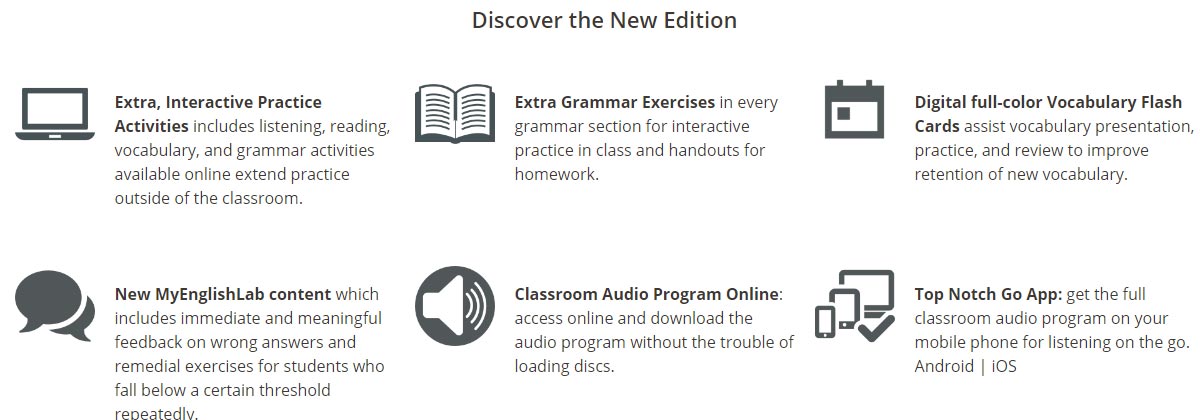 Discover the New Edition
Extra, Interactive Practice
Activities includes listening, reading,
vocabulary, and grammar activities
available online extend practice
outside of the classroom.
Extra Grammar Exercises in every
grammar section for interactive
practice in class and handouts for
homework.
Digital full-color Vocabulary Flash
Cards assist vocabulary presentation,
practice, and review to improve
retention of new vocabulary.
New MyEnglishLab content which
includes immediate and meaningful
feedback on wrong answers and
remedial exercises for students who
fall below a certain threshold
repeatedly.
Classroom Audio Program Online:
access online and download the
audio program without the trouble of
loading discs.
Top Notch Go App: get the full
classroom audio program on your
mobile phone for listening on the go.
Android | iOS